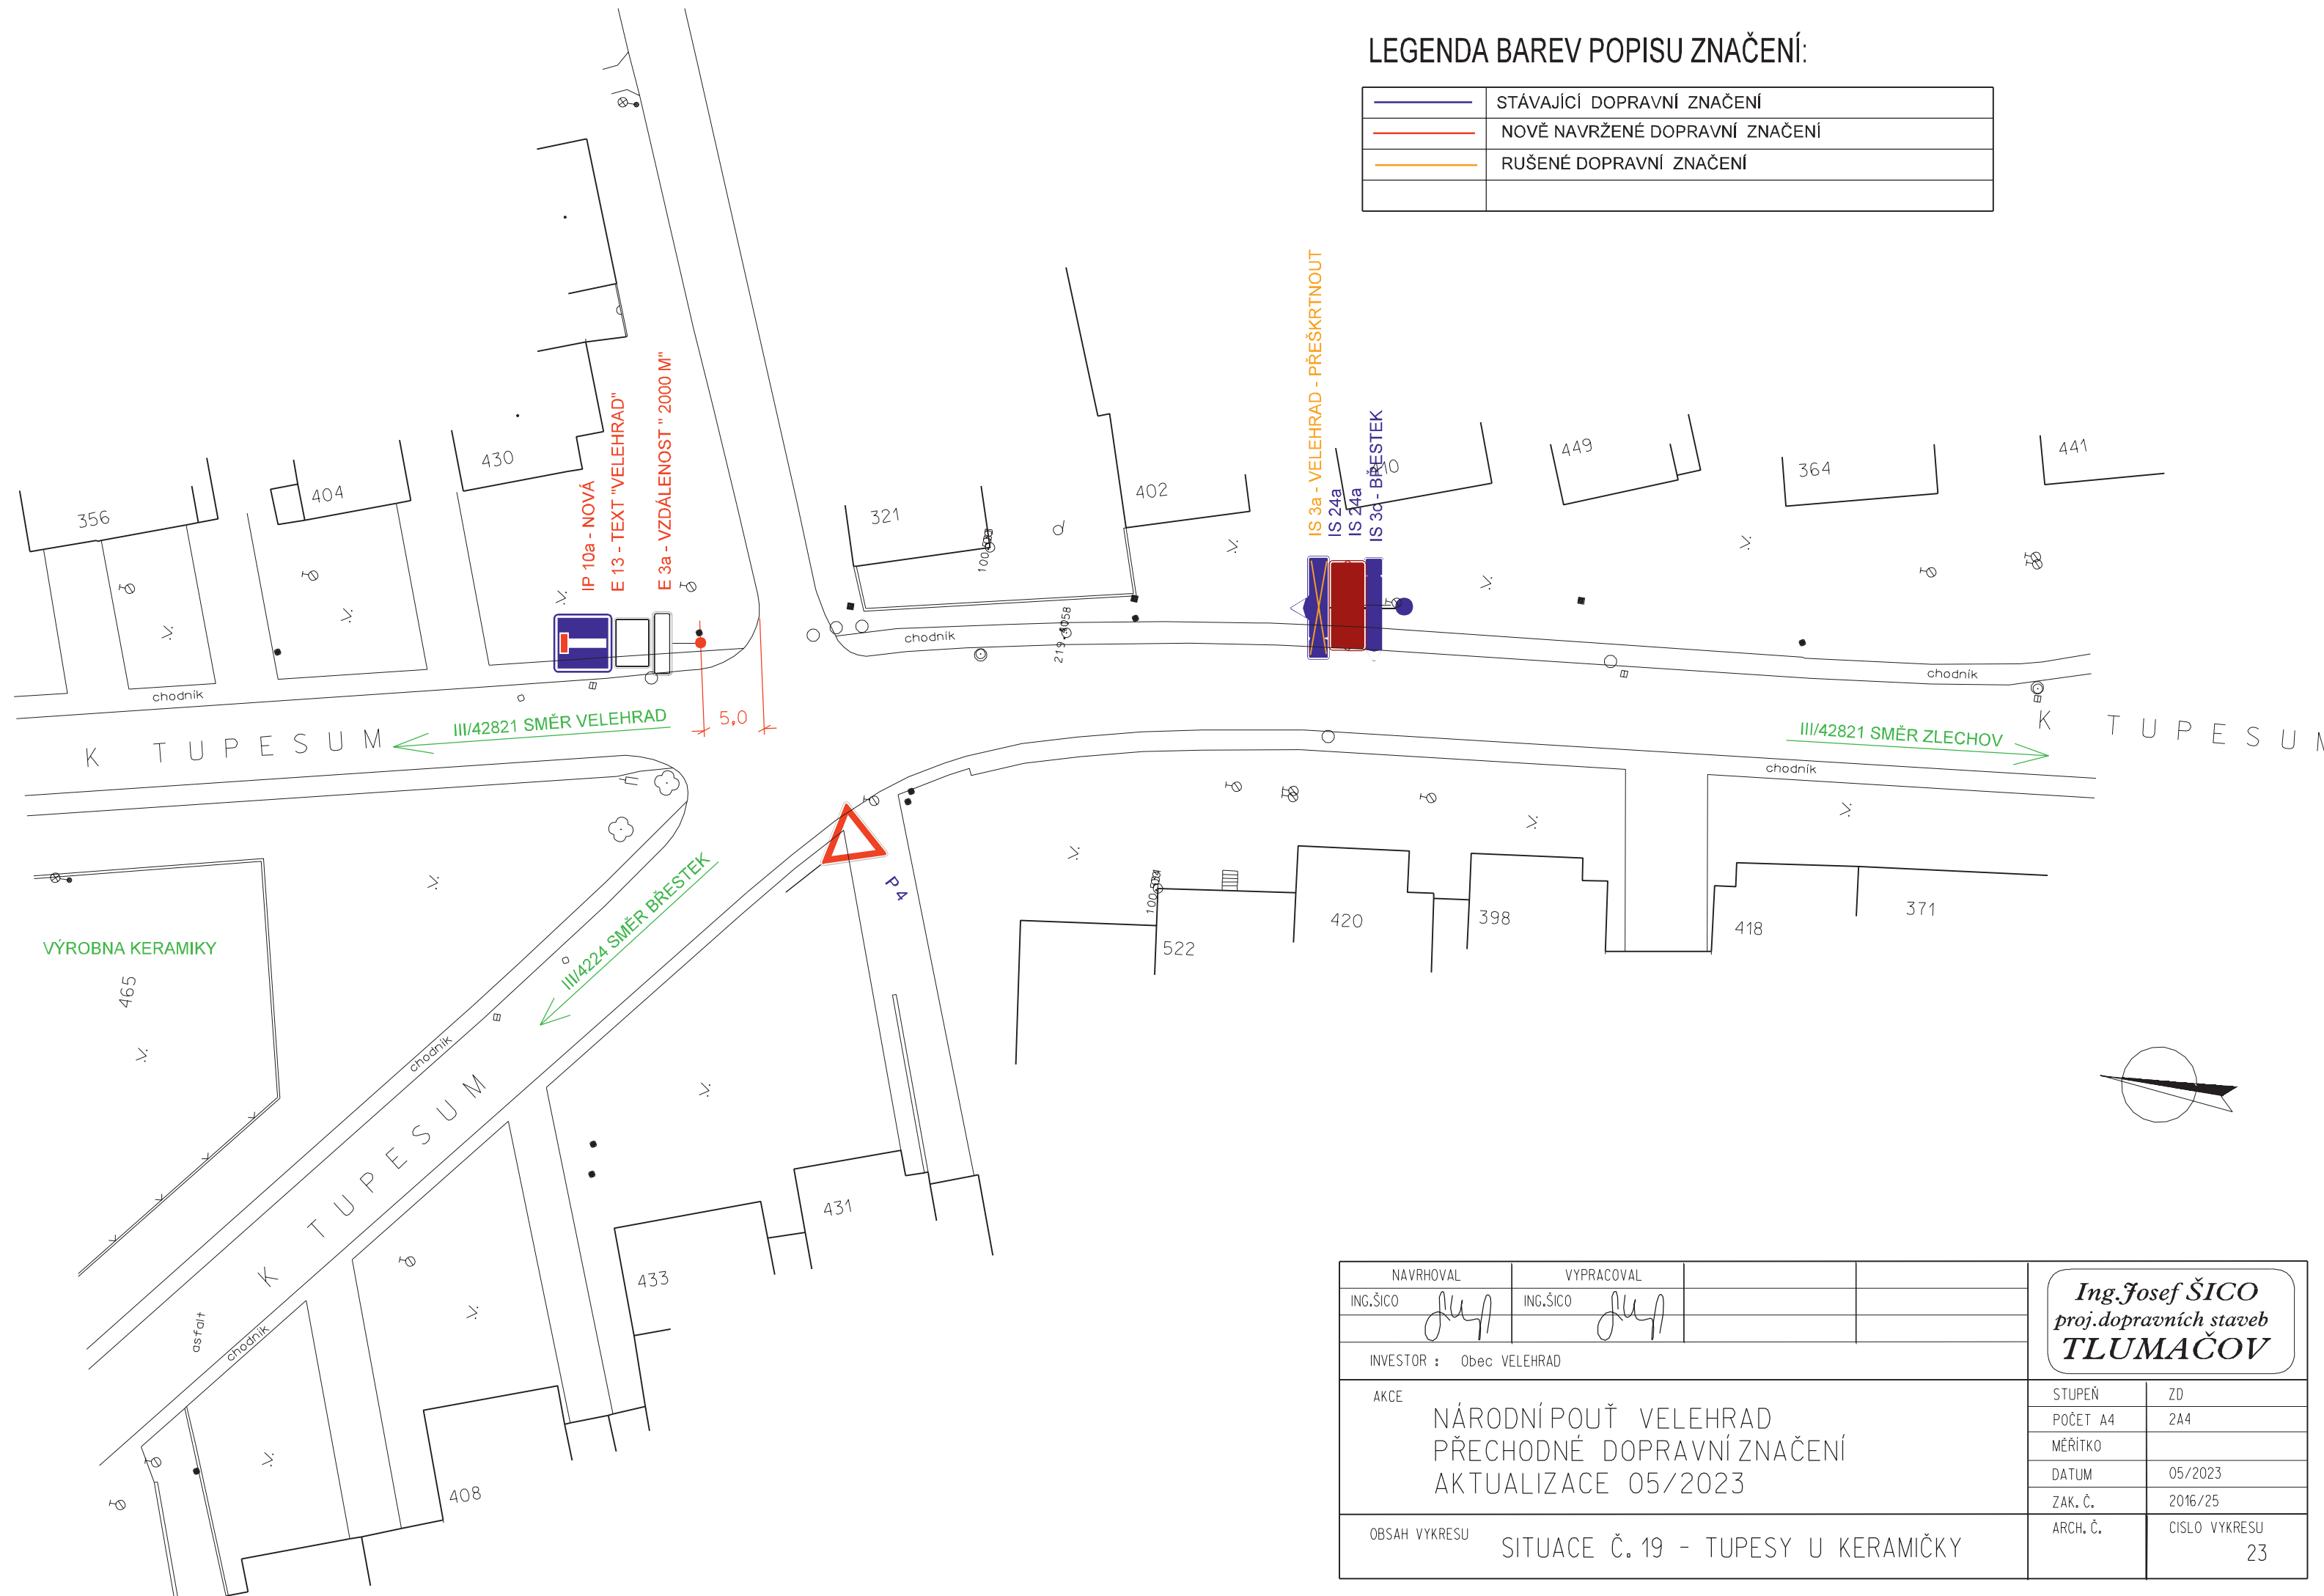 LEGENDA BAREV POPISU ZNAČENÍ:
STÁVAJÍCÍ DOPRAVNÍ ZNAČENÍ
NOVĚ NAVRŽENÉ DOPRAVNÍ ZNAČENÍ
RUŠENÉ DOPRAVNÍ ZNAČENÍ
356
404
430
IP 10a - NOVÁ
E 13 - TEXT "VELEHRAD"
E 3a - VZDÁLENOST " 2000 M"
321
402
IS 3a - VELEHRAD - PŘEŠKRTNOUT
IS 24a
IS 24a
IS 3c - BŘESTEK
449
364
441
chodník
chodník
chodník
5,0
III/42821 SMĚR VELEHRAD
K TUPESUM
III/42821 SMĚR ZLECHOV
K TUPESUM
chodník
P 4
III/4224 SMĚR BŘESTEK
VÝROBNA KERAMIKY
465
chodník
K TUPESUM
522
420
398
418
371
431
433
408
asfalt
chodník
NAVRHOVAL
VYPRACOVAL
ING.ŠICO
ING.ŠICO
INVESTOR : Obec VELEHRAD
Ing.Josef ŠICO
proj.dopravních staveb
TLUMAČOV
AKCE
NÁRODNÍ POUŤ VELEHRAD
PŘECHODNÉ DOPRAVNÍ ZNAČENÍ
AKTUALIZACE 05/2023
STUPEŇ ZD
POČET A4 2A4
MĚŘÍTKO
DATUM 05/2023
ZAK. Č. 2016/25
ARCH. Č. CISLO VYKRESU
23
OBSAH VYKRESU SITUACE Č. 19 - TUPESY U KERAMIČKY